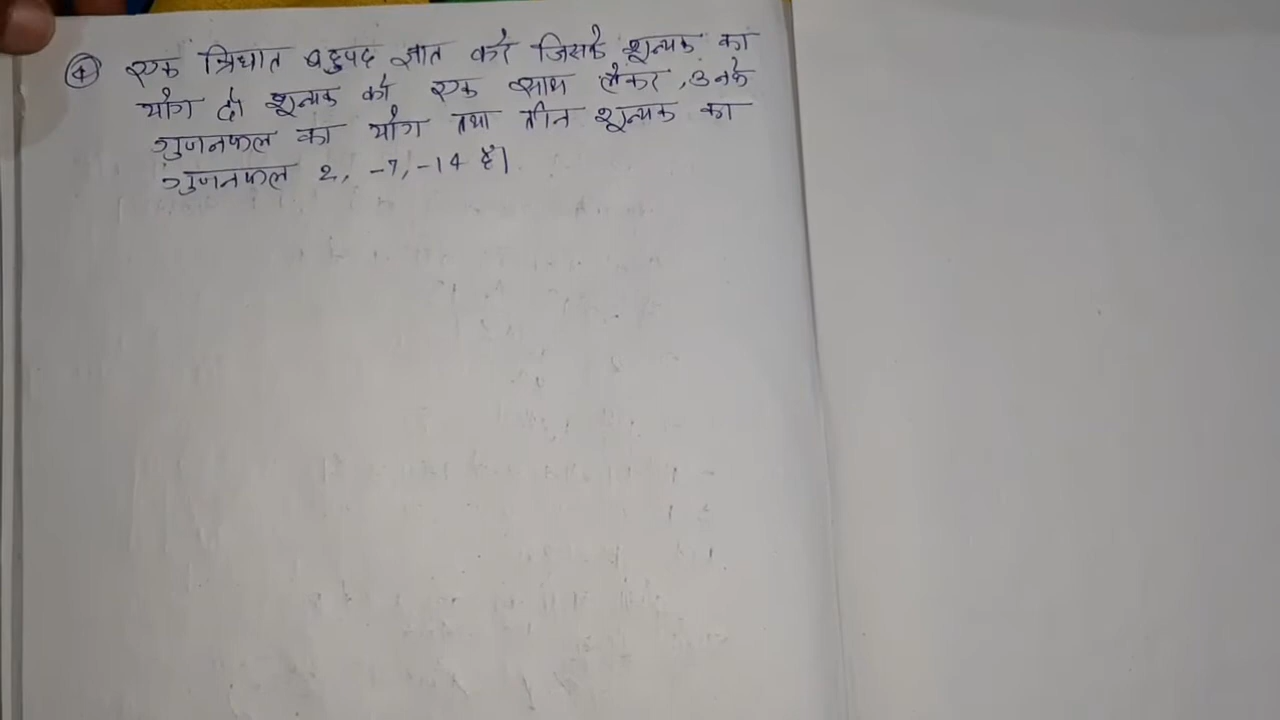 ④ एक त्रिघात बहुपद ज्ञात करें जिसके शून्यक का
योग दो शून्यक को एक साथ लेकर, उनके
गुणनफल का योग तथा तीन शून्यक का
गुणनफल 2, -7, -14 है।